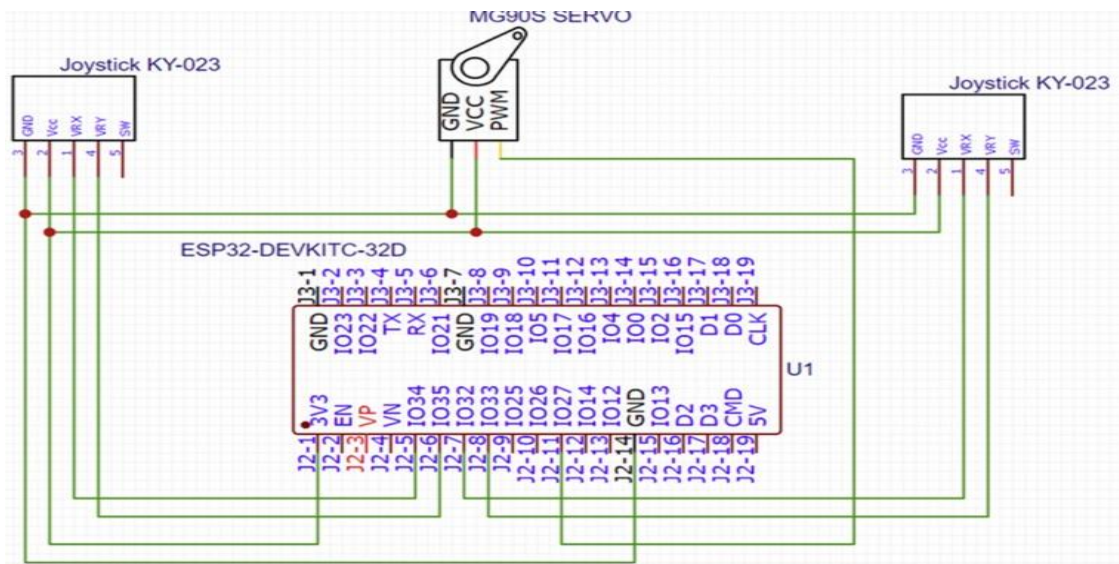 MG90S SERVO
Joystick KY-023
Joystick KY-023
GND VCC PWM
GND Vcc VRX VRY SW
3 2 1 4 5
GND Vcc VRX VRY SW
3 2 1 4 5
ESP32-DEVKITC-32D
J3-1 J3-2 J3-3 J3-4 J3-5 J3-6 J3-7 J3-8 J3-9 J3-10 J3-11 J3-12 J3-13 J3-14 J3-15 J3-16 J3-17 J3-18 J3-19
GND IO23 IO22 TX RX IO21 GND IO19 IO18 IO5 IO17 IO16 IO4 IO0 IO2 IO15 D1 D0 CLK
U1
3V3 EN VP VN IO34 IO35 IO32 IO33 IO25 IO26 IO27 IO14 IO12 GND IO13 D2 D3 CMD 5V
J2-1 J2-2 J2-3 J2-4 J2-5 J2-6 J2-7 J2-8 J2-9 J2-10 J2-11 J2-12 J2-13 J2-14 J2-15 J2-16 J2-17 J2-18 J2-19